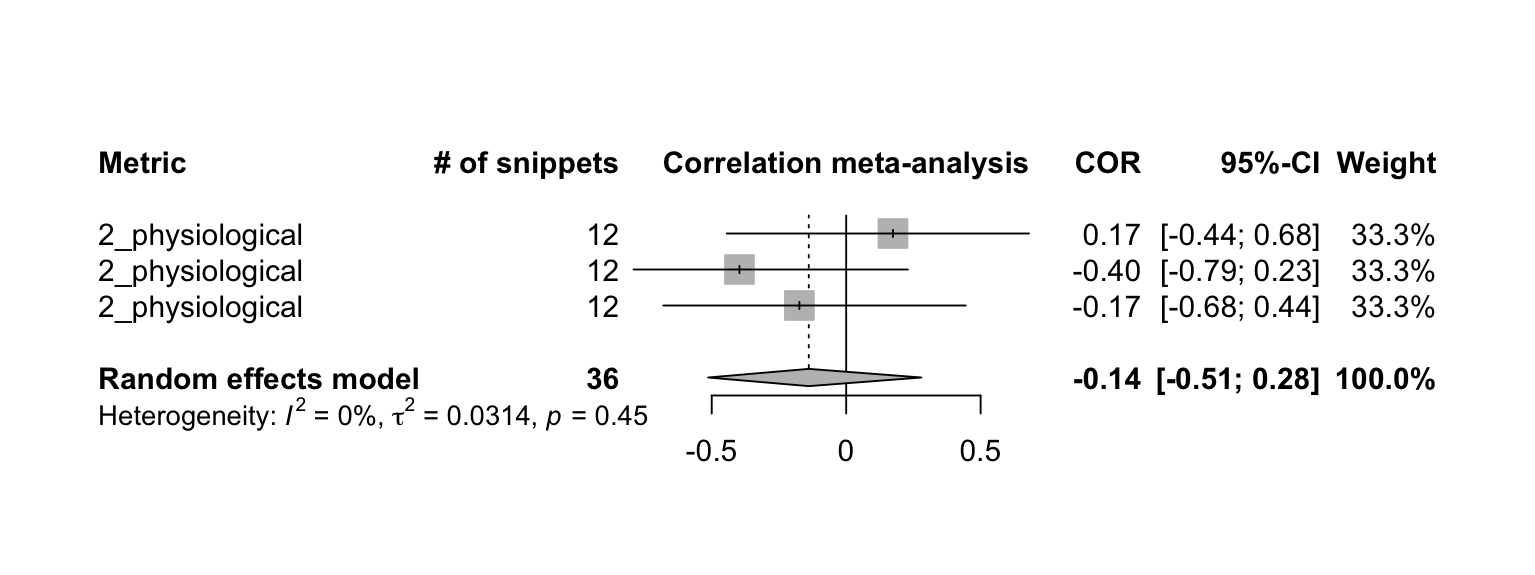 Metric # of snippets Correlation meta-analysis COR 95%-CI Weight
2_physiological 12 0.17 [-0.44; 0.68] 33.3%
2_physiological 12 -0.40 [-0.79; 0.23] 33.3%
2_physiological 12 -0.17 [-0.68; 0.44] 33.3%
Random effects model 36 -0.14 [-0.51; 0.28] 100.0%
Heterogeneity: I² = 0%, τ² = 0.0314, p = 0.45
-0.5 0 0.5